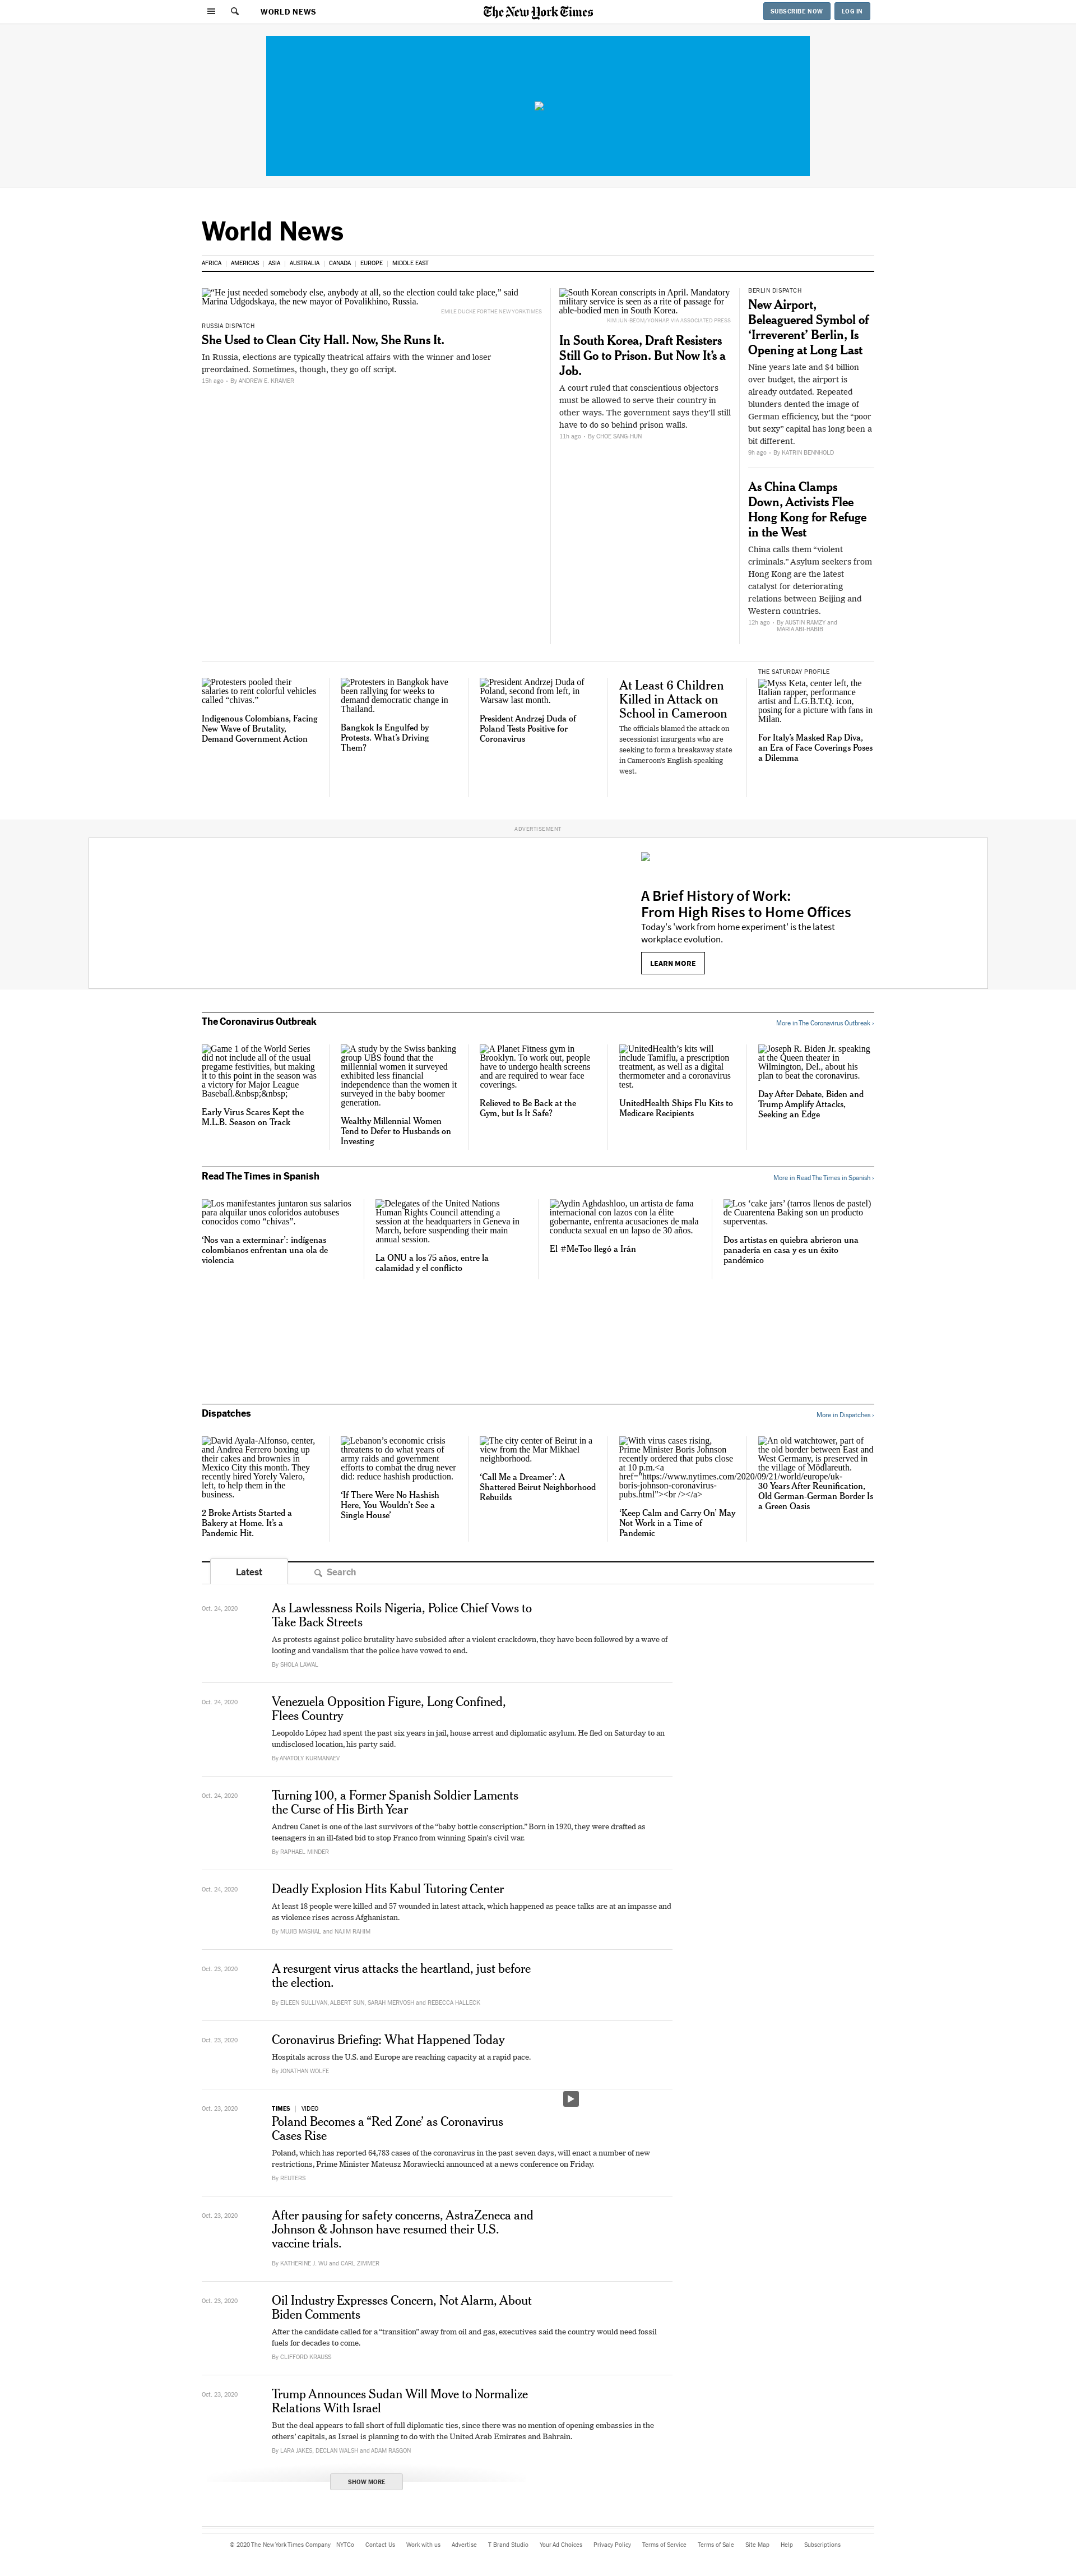 WORLD NEWS
The New York Times
SUBSCRIBE NOW
LOG IN
World News
AFRICA
AMERICAS
ASIA
AUSTRALIA
CANADA
EUROPE
MIDDLE EAST
“He just needed somebody else, anybody at all, so the election could take place,” said
Marina Udgodskaya, the new mayor of Povalikhino, Russia.
EMILE DUCKE FOR THE NEW YORK TIMES
RUSSIA DISPATCH
She Used to Clean City Hall. Now, She Runs It.
In Russia, elections are typically theatrical affairs with the winner and loser
preordained. Sometimes, though, they go off script.
15h ago
By ANDREW E. KRAMER
South Korean conscripts in April. Mandatory
military service is seen as a rite of passage for
able-bodied men in South Korea.
KIM JUN-BEOM/YONHAP, VIA ASSOCIATED PRESS
In South Korea, Draft Resisters
Still Go to Prison. But Now It’s a
Job.
A court ruled that conscientious objectors
must be allowed to serve their country in
other ways. The government says they’ll still
have to do so behind prison walls.
11h ago
By CHOE SANG-HUN
BERLIN DISPATCH
New Airport,
Beleaguered Symbol of
‘Irreverent’ Berlin, Is
Opening at Long Last
Nine years late and $4 billion
over budget, the airport is
already outdated. Repeated
blunders dented the image of
German efficiency, but the “poor
but sexy” capital has long been a
bit different.
9h ago
By KATRIN BENNHOLD
As China Clamps
Down, Activists Flee
Hong Kong for Refuge
in the West
China calls them “violent
criminals.” Asylum seekers from
Hong Kong are the latest
catalyst for deteriorating
relations between Beijing and
Western countries.
12h ago
By AUSTIN RAMZY and
MARIA ABI-HABIB
Protesters pooled their
salaries to rent colorful vehicles
called “chivas.”
Indigenous Colombians, Facing
New Wave of Brutality,
Demand Government Action
Protesters in Bangkok have
been rallying for weeks to
demand democratic change in
Thailand.
Bangkok Is Engulfed by
Protests. What’s Driving
Them?
President Andrzej Duda of
Poland, second from left, in
Warsaw last month.
President Andrzej Duda of
Poland Tests Positive for
Coronavirus
At Least 6 Children
Killed in Attack on
School in Cameroon
The officials blamed the attack on
secessionist insurgents who are
seeking to form a breakaway state
in Cameroon’s English-speaking
west.
THE SATURDAY PROFILE
Myss Keta, center left, the
Italian rapper, performance
artist and L.G.B.T.Q. icon,
posing for a picture with fans in
Milan.
For Italy’s Masked Rap Diva,
an Era of Face Coverings Poses
a Dilemma
ADVERTISEMENT
A Brief History of Work:
From High Rises to Home Offices
Today's 'work from home experiment' is the latest
workplace evolution.
LEARN MORE
The Coronavirus Outbreak
More in The Coronavirus Outbreak ›
Game 1 of the World Series
did not include all of the usual
pregame festivities, but making
it to this point in the season was
a victory for Major League
Baseball.&nbsp;&nbsp;
Early Virus Scares Kept the
M.L.B. Season on Track
A study by the Swiss banking
group UBS found that the
millennial women it surveyed
exhibited less financial
independence than the women it
surveyed in the baby boomer
generation.
Wealthy Millennial Women
Tend to Defer to Husbands on
Investing
A Planet Fitness gym in
Brooklyn. To work out, people
have to undergo health screens
and are required to wear face
coverings.
Relieved to Be Back at the
Gym, but Is It Safe?
UnitedHealth’s kits will
include Tamiflu, a prescription
treatment, as well as a digital
thermometer and a coronavirus
test.
UnitedHealth Ships Flu Kits to
Medicare Recipients
Joseph R. Biden Jr. speaking
at the Queen theater in
Wilmington, Del., about his
plan to beat the coronavirus.
Day After Debate, Biden and
Trump Amplify Attacks,
Seeking an Edge
Read The Times in Spanish
More in Read The Times in Spanish ›
Los manifestantes juntaron sus salarios
para alquilar unos coloridos autobuses
conocidos como “chivas”.
‘Nos van a exterminar’: indígenas
colombianos enfrentan una ola de
violencia
Delegates of the United Nations
Human Rights Council attending a
session at the headquarters in Geneva in
March, before suspending their main
annual session.
La ONU a los 75 años, entre la
calamidad y el conflicto
Aydin Aghdashloo, un artista de fama
internacional con lazos con la élite
gobernante, enfrenta acusaciones de mala
conducta sexual en un lapso de 30 años.
El #MeToo llegó a Irán
Los ‘cake jars’ (tarros llenos de pastel)
de Cuarentena Baking son un producto
superventas.
Dos artistas en quiebra abrieron una
panadería en casa y es un éxito
pandémico
Dispatches
More in Dispatches ›
David Ayala-Alfonso, center,
and Andrea Ferrero boxing up
their cakes and brownies in
Mexico City this month. They
recently hired Yorely Valero,
left, to help them in the
business.
2 Broke Artists Started a
Bakery at Home. It’s a
Pandemic Hit.
Lebanon’s economic crisis
threatens to do what years of
army raids and government
efforts to combat the drug never
did: reduce hashish production.
‘If There Were No Hashish
Here, You Wouldn’t See a
Single House’
The city center of Beirut in a
view from the Mar Mikhael
neighborhood.
‘Call Me a Dreamer’: A
Shattered Beirut Neighborhood
Rebuilds
With virus cases rising,
Prime Minister Boris Johnson
recently ordered that pubs close
at 10 p.m.<a
href="https://www.nytimes.com/2020/09/21/world/europe/uk-
boris-johnson-coronavirus-
pubs.html"><br /></a>
‘Keep Calm and Carry On’ May
Not Work in a Time of
Pandemic
An old watchtower, part of
the old border between East and
West Germany, is preserved in
the village of Mödlareuth.
30 Years After Reunification,
Old German-German Border Is
a Green Oasis
Latest
Search
Oct. 24, 2020
As Lawlessness Roils Nigeria, Police Chief Vows to
Take Back Streets
As protests against police brutality have subsided after a violent crackdown, they have been followed by a wave of
looting and vandalism that the police have vowed to end.
By SHOLA LAWAL
Oct. 24, 2020
Venezuela Opposition Figure, Long Confined,
Flees Country
Leopoldo López had spent the past six years in jail, house arrest and diplomatic asylum. He fled on Saturday to an
undisclosed location, his party said.
By ANATOLY KURMANAEV
Oct. 24, 2020
Turning 100, a Former Spanish Soldier Laments
the Curse of His Birth Year
Andreu Canet is one of the last survivors of the “baby bottle conscription.” Born in 1920, they were drafted as
teenagers in an ill-fated bid to stop Franco from winning Spain’s civil war.
By RAPHAEL MINDER
Oct. 24, 2020
Deadly Explosion Hits Kabul Tutoring Center
At least 18 people were killed and 57 wounded in latest attack, which happened as peace talks are at an impasse and
as violence rises across Afghanistan.
By MUJIB MASHAL and NAJIM RAHIM
Oct. 23, 2020
A resurgent virus attacks the heartland, just before
the election.
By EILEEN SULLIVAN, ALBERT SUN, SARAH MERVOSH and REBECCA HALLECK
Oct. 23, 2020
Coronavirus Briefing: What Happened Today
Hospitals across the U.S. and Europe are reaching capacity at a rapid pace.
By JONATHAN WOLFE
Oct. 23, 2020
TIMES | VIDEO
Poland Becomes a “Red Zone’ as Coronavirus
Cases Rise
Poland, which has reported 64,783 cases of the coronavirus in the past seven days, will enact a number of new
restrictions, Prime Minister Mateusz Morawiecki announced at a news conference on Friday.
By REUTERS
Oct. 23, 2020
After pausing for safety concerns, AstraZeneca and
Johnson & Johnson have resumed their U.S.
vaccine trials.
By KATHERINE J. WU and CARL ZIMMER
Oct. 23, 2020
Oil Industry Expresses Concern, Not Alarm, About
Biden Comments
After the candidate called for a “transition” away from oil and gas, executives said the country would need fossil
fuels for decades to come.
By CLIFFORD KRAUSS
Oct. 23, 2020
Trump Announces Sudan Will Move to Normalize
Relations With Israel
But the deal appears to fall short of full diplomatic ties, since there was no mention of opening embassies in the
others’ capitals, as Israel is planning to do with the United Arab Emirates and Bahrain.
By LARA JAKES, DECLAN WALSH and ADAM RASGON
SHOW MORE
© 2020 The New York Times Company
NYTCo
Contact Us
Work with us
Advertise
T Brand Studio
Your Ad Choices
Privacy Policy
Terms of Service
Terms of Sale
Site Map
Help
Subscriptions